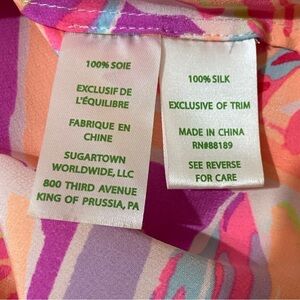 100% SOIE
EXCLUSIF DE
L'ÉQUILIBRE
FABRIQUE EN
CHINE
SUGARTOWN
WORLDWIDE, LLC
800 THIRD AVENUE
KING OF PRUSSIA, PA
100% SILK
EXCLUSIVE OF TRIM
MADE IN CHINA
RN#88189
SEE REVERSE
FOR CARE